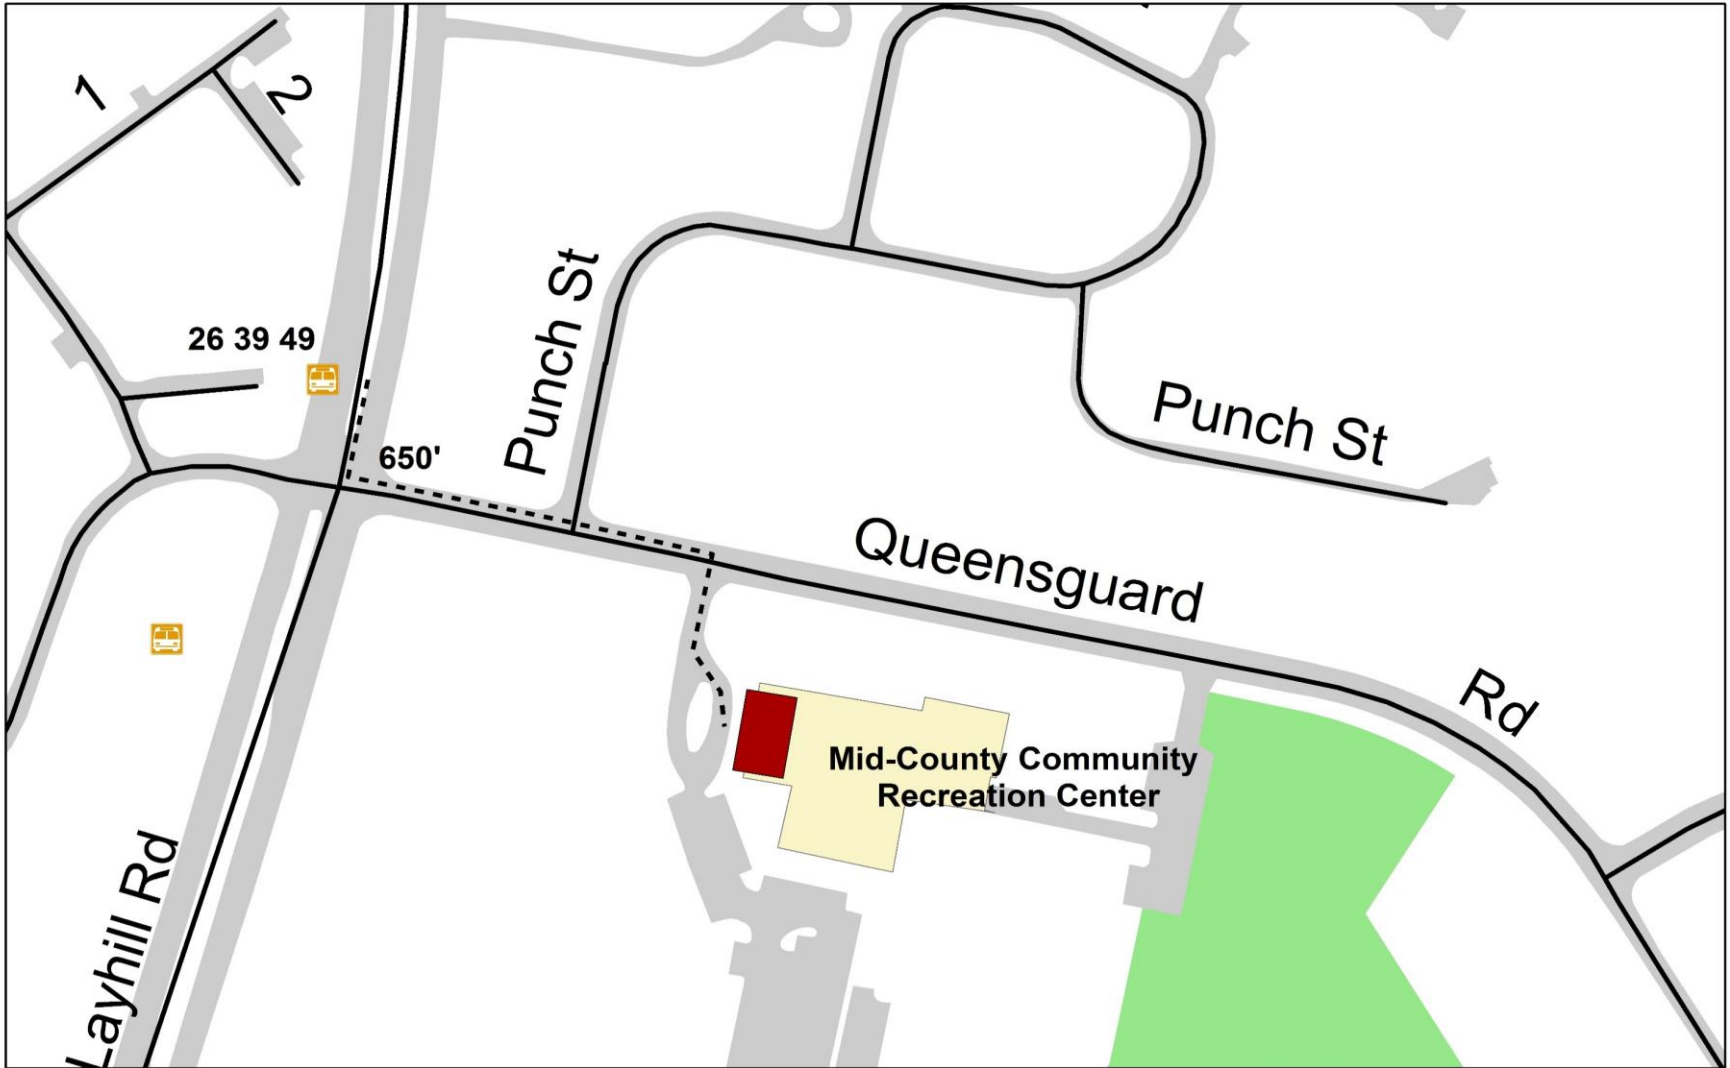 1
2
26 39 49
650'
Punch St
Punch St
Queensguard
Rd
Mid-County Community
Recreation Center
Layhill Rd